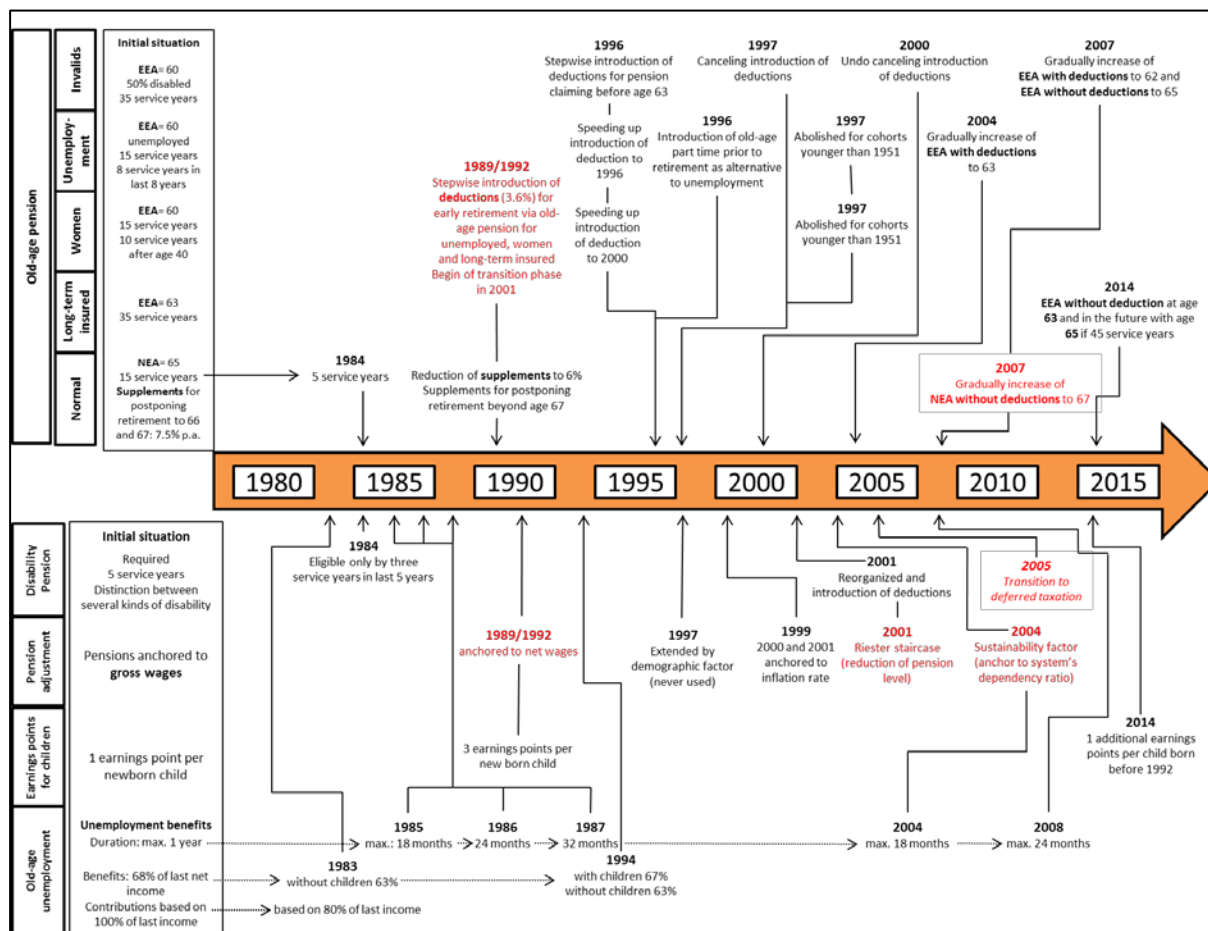 Old-age pension
Invalids
Unemploy-
ment
Women
Long-term
insured
Normal
Initial situation
EEA= 60
50% disabled
35 service years
EEA= 60
unemployed
15 service years
8 service years in
last 8 years
EEA= 60
15 service years
10 service years
after age 40
EEA= 63
35 service years
NEA= 65
15 service years
Supplements for
postponing
retirement to 66
and 67: 7.5% p.a.
1984
5 service years
1989/1992
Stepwise introduction of
deductions (3.6%) for
early retirement via old-
age pension for
unemployed, women
and long-term insured
Begin of transition phase
in 2001
Reduction of supplements to 6%
Supplements for postponing
retirement beyond age 67
1996
Stepwise introduction of
deductions for pension
claiming before age 63
Speeding up
introduction of
deduction to
1996
Speeding up
introduction
of deduction
to 2000
1996
Introduction of old-age
part time prior to
retirement as alternative
to unemployment
1997
Canceling introduction of
deductions
1997
Abolished for cohorts
younger than 1951
1997
Abolished for cohorts
younger than 1951
2000
Undo canceling introduction
of deductions
2004
Gradually increase of
EEA with deductions
to 63
2007
Gradually increase of
EEA with deductions to 62 and
EEA without deductions to 65
2014
EEA without deduction at age
63 and in the future with age
65 if 45 service years
2007
Gradually increase of
NEA without deductions to 67
1980
1985
1990
1995
2000
2005
2010
2015
Disability
Pension
Pension
adjustment
Earnings points
for children
Old-age
unemployment
Initial situation
Required
5 service years
Distinction between
several kinds of disability
Pensions anchored to
gross wages
1 earnings point per
newborn child
Unemployment benefits
Duration: max. 1 year
Benefits: 68% of last net
income
Contributions based on
100% of last income
1984
Eligible only by three
service years in last 5 years
1989/1992
anchored to net wages
3 earnings points per
new born child
1985
max.: 18 months
1986
24 months
1987
32 months
1983
without children 63%
1994
with children 67%
without children 63%
based on 80% of last income
1997
Extended by
demographic factor
(never used)
1999
2000 and 2001
anchored to
inflation rate
2001
Reorganized and
introduction of deductions
2001
Riester staircase
(reduction of pension
level)
2005
Transition to
deferred taxation
2004
Sustainability factor
(anchor to system's
dependency ratio)
2014
1 additional earnings
points per child born
before 1992
2004
max. 18 months
2008
max. 24 months